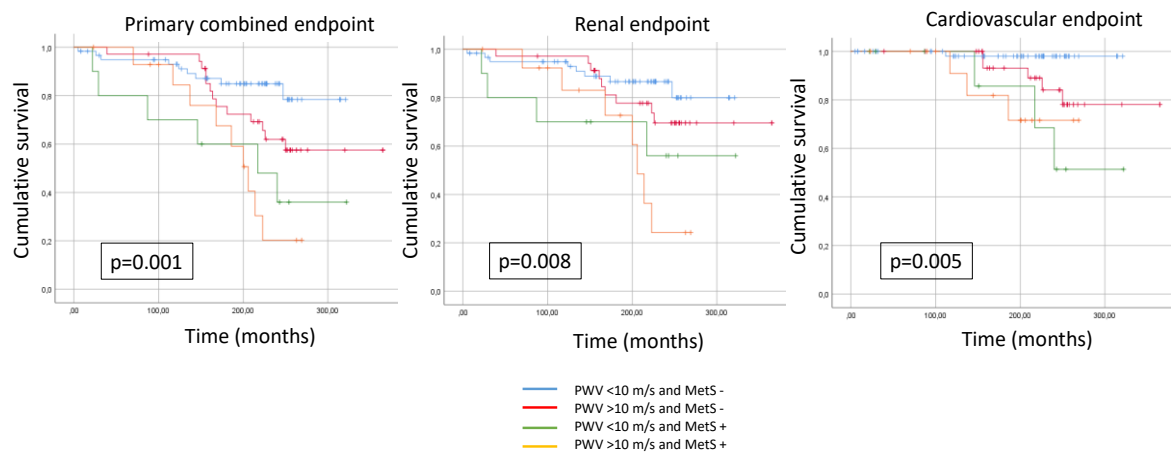 Primary combined endpoint
Renal endpoint
Cardiovascular endpoint
Cumulative survival
1,0
0,8
0,6
0,4
0,2
0,0
p=0.001
,00
100,00
200,00
300,00
Time (months)
Cumulative survival
1,0
0,8
0,6
0,4
0,2
0,0
p=0.008
,00
100,00
200,00
300,00
Time (months)
Cumulative survival
1,0
0,8
0,6
0,4
0,2
0,0
p=0.005
,00
100,00
200,00
300,00
Time (months)
PWV <10 m/s and MetS -
PWV >10 m/s and MetS -
PWV <10 m/s and MetS +
PWV >10 m/s and MetS +